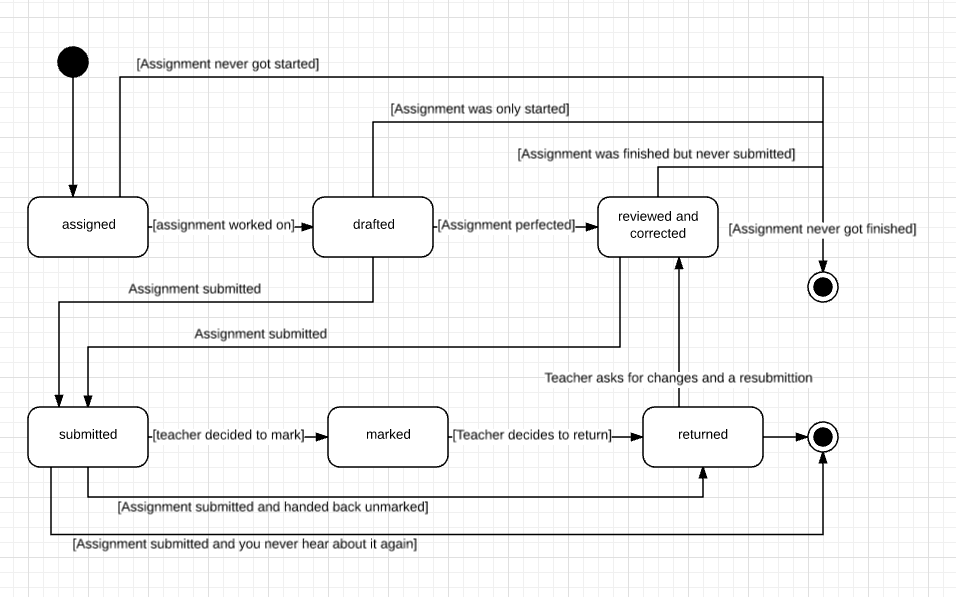 [Assignment never got started]
[Assignment was only started]
[Assignment was finished but never submitted]
assigned
[assignment worked on]
drafted
[Assignment perfected]
reviewed and
corrected
[Assignment never got finished]
Assignment submitted
Assignment submitted
Teacher asks for changes and a resubmittion
submitted
[teacher decided to mark]
marked
[Teacher decides to return]
returned
[Assignment submitted and handed back unmarked]
[Assignment submitted and you never hear about it again]